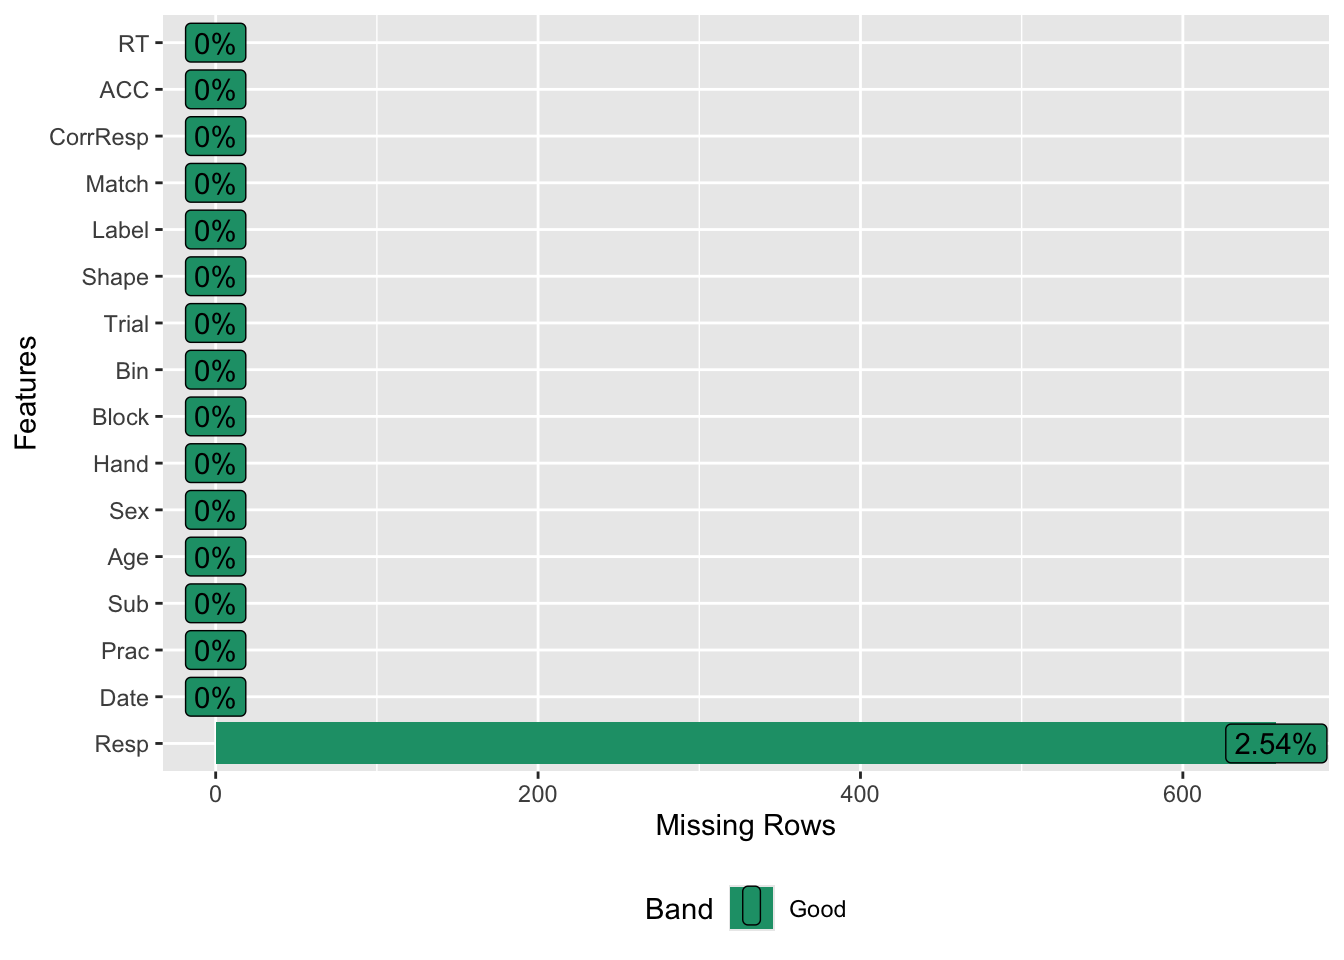 RT 0%
ACC 0%
CorrResp 0%
Match 0%
Label 0%
Shape 0%
Trial 0%
Bin 0%
Block 0%
Hand 0%
Sex 0%
Age 0%
Sub 0%
Prac 0%
Date 0%
Resp 2.54%
Features
0 200 400 600
Missing Rows
Band Good